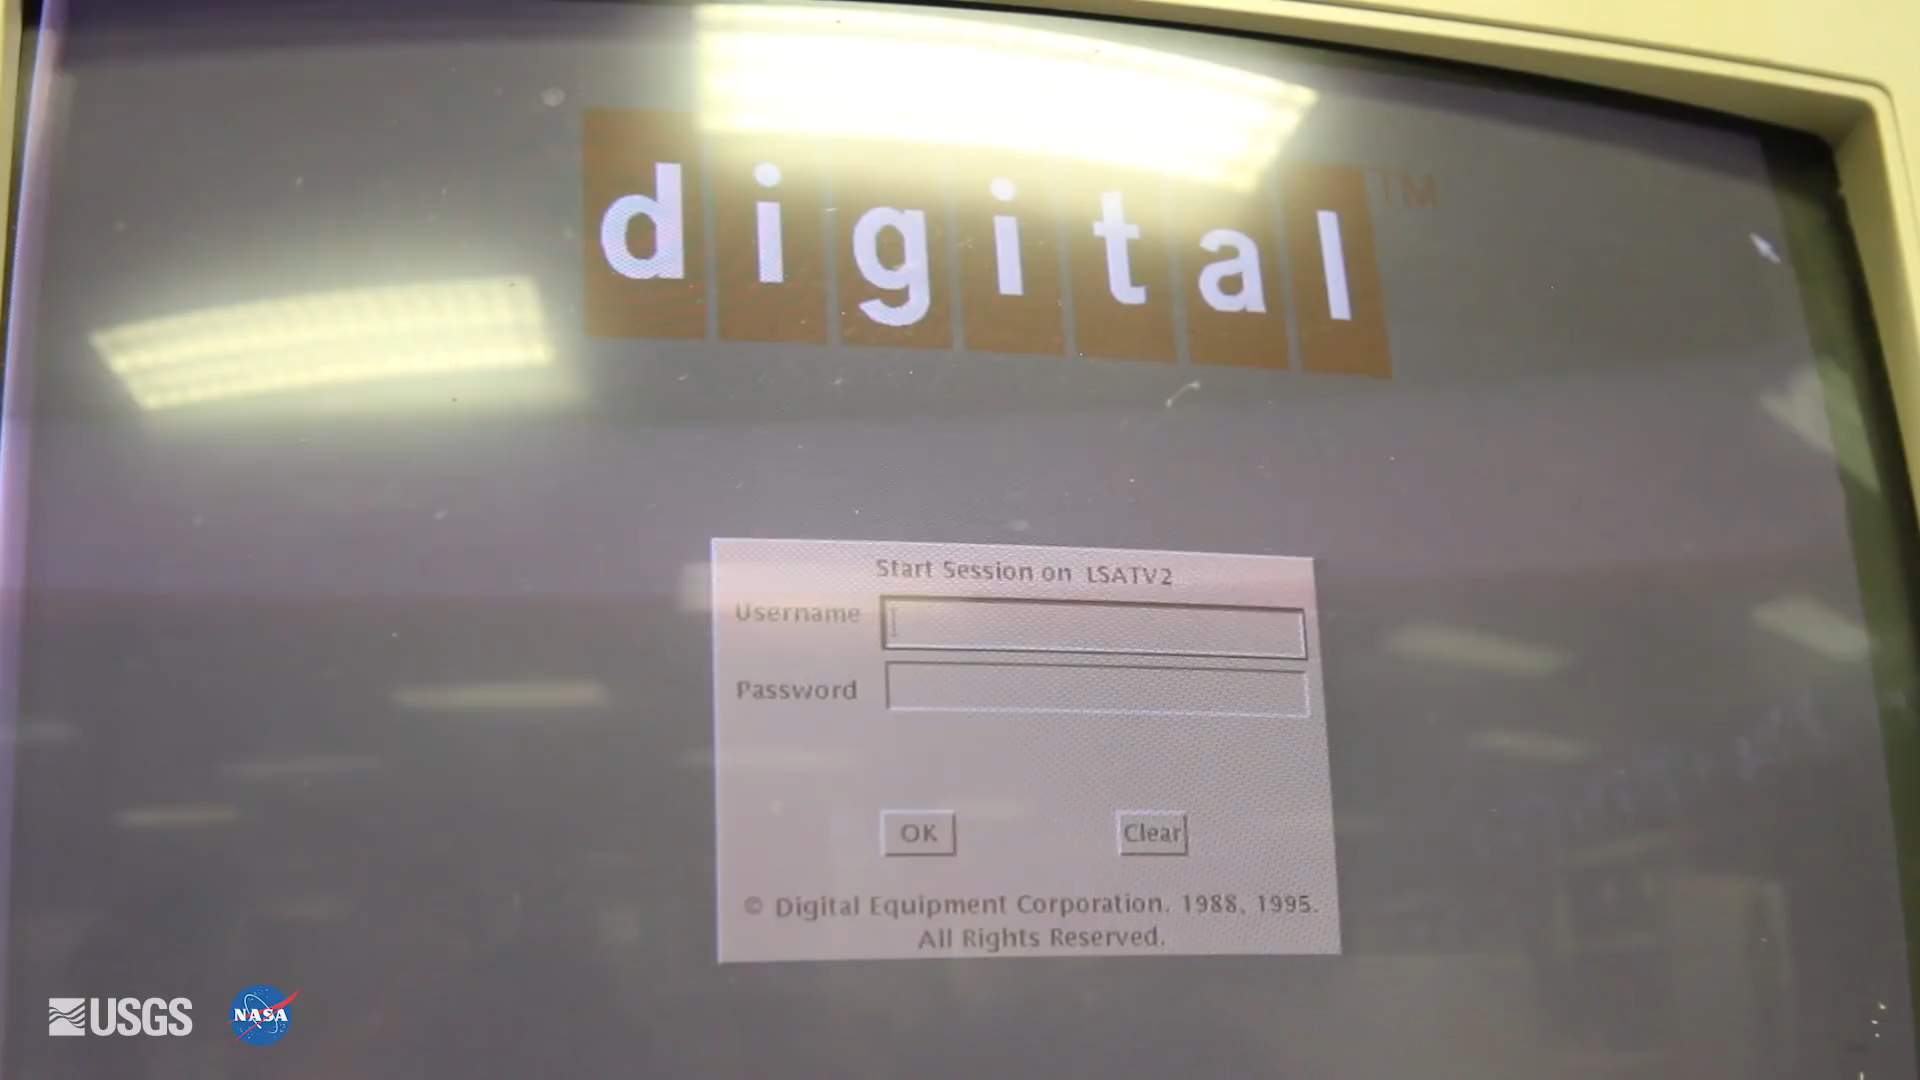 digital™
Start Session on LSATV2
Username
Password
OK Clear
© Digital Equipment Corporation. 1988, 1995.
All Rights Reserved.
USGS NASA